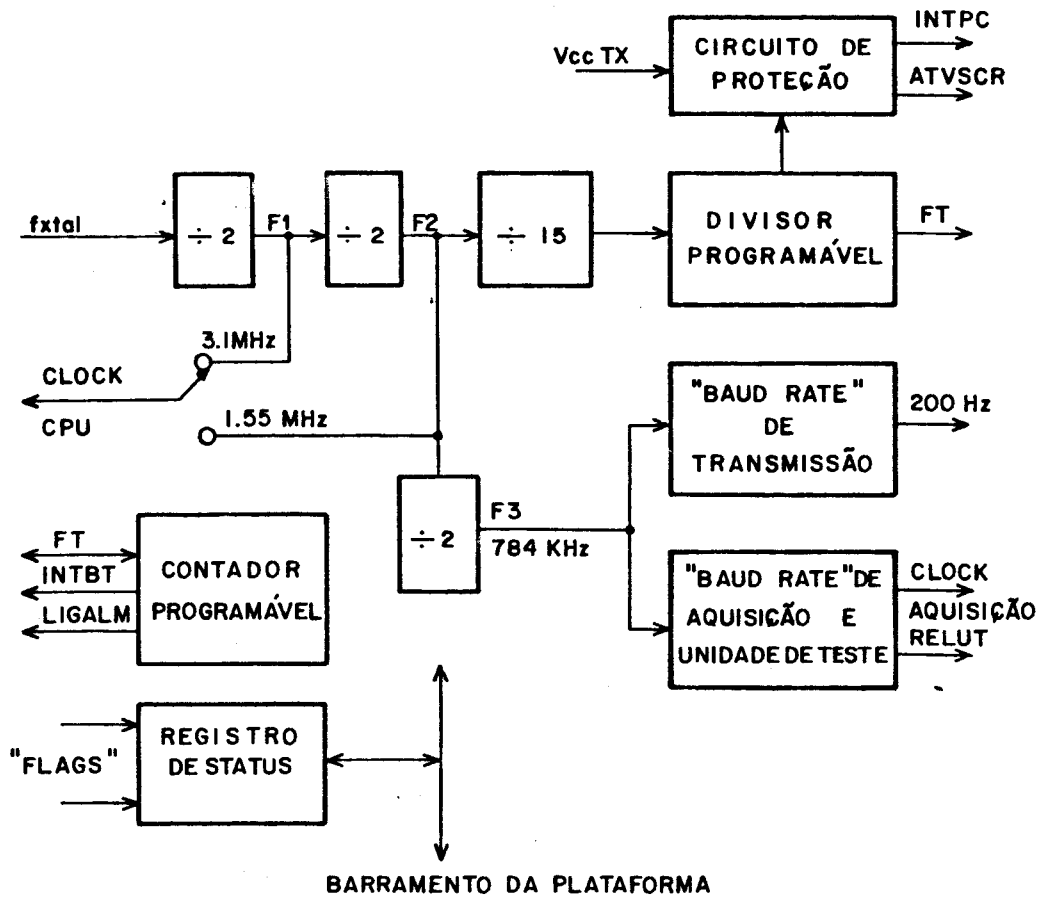 INTPC
CIRCUITO DE
PROTEÇÃO
Vcc TX
ATVSCR
fxtal
÷ 2
F1
÷ 2
F2
÷ 15
DIVISOR
PROGRAMÁVEL
FT
3.1MHz
CLOCK
CPU
1.55 MHz
"BAUD RATE"
DE
TRANSMISSÃO
200 Hz
÷ 2
F3
784 KHz
FT
INTBT
LIGALM
CONTADOR
PROGRAMÁVEL
"BAUD RATE" DE
AQUISIÇÃO E
UNIDADE DE TESTE
CLOCK
AQUISIÇÃO
RELUT
"FLAGS"
REGISTRO
DE STATUS
BARRAMENTO DA PLATAFORMA